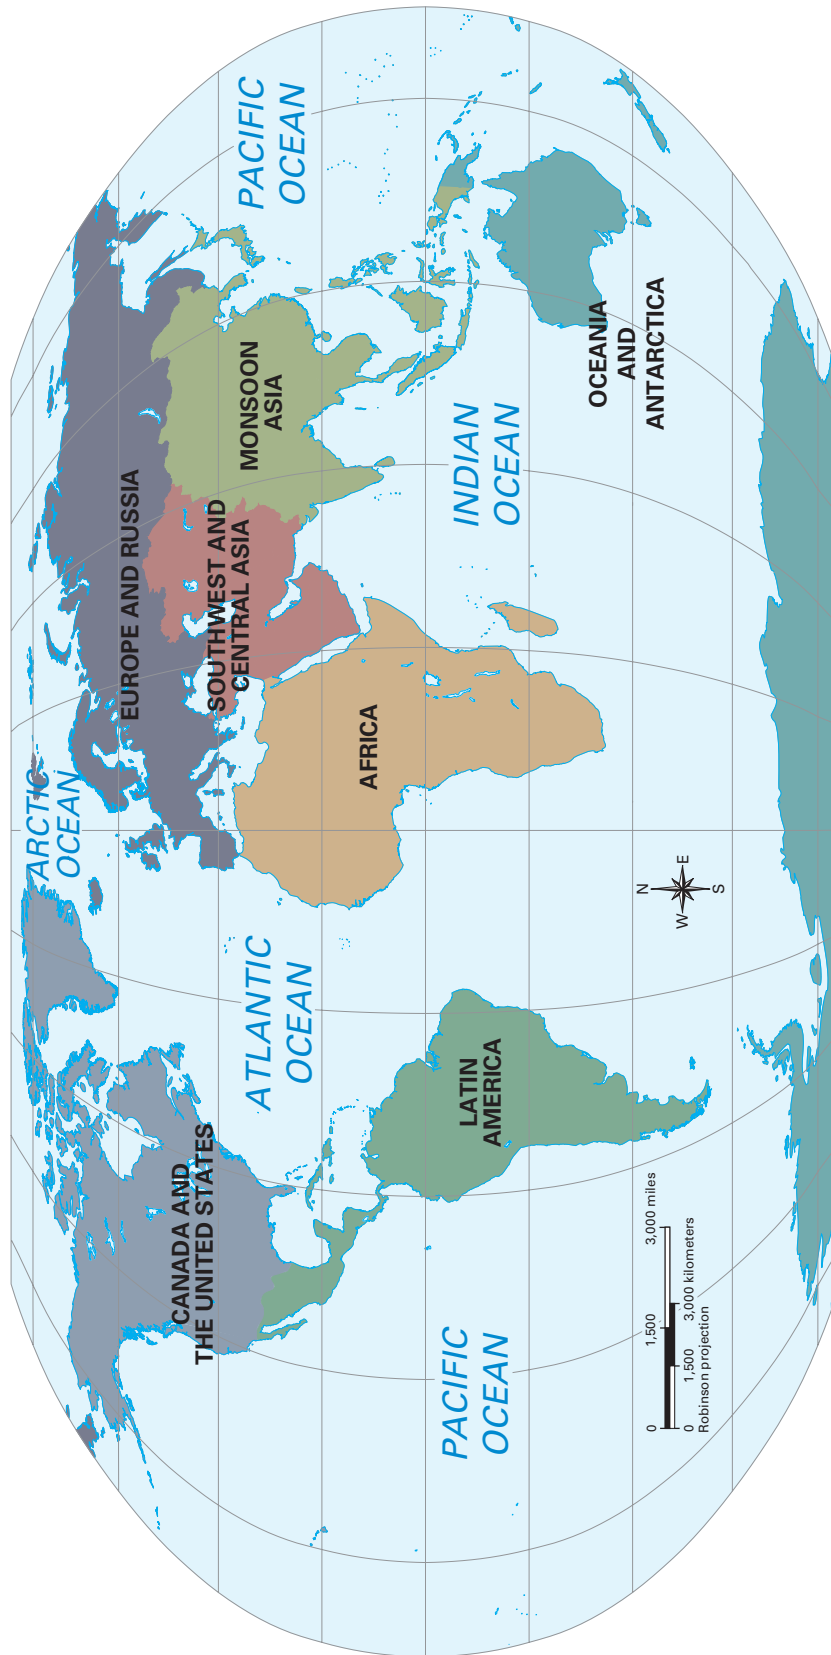 ARCTIC
OCEAN
EUROPE AND RUSSIA
CANADA AND
THE UNITED STATES
SOUTHWEST AND
CENTRAL ASIA
MONSOON
ASIA
PACIFIC
OCEAN
ATLANTIC
OCEAN
AFRICA
PACIFIC
OCEAN
LATIN
AMERICA
INDIAN
OCEAN
OCEANIA
AND
ANTARCTICA
N
W E
S
0 1,500 3,000 miles
0 1,500 3,000 kilometers
Robinson projection